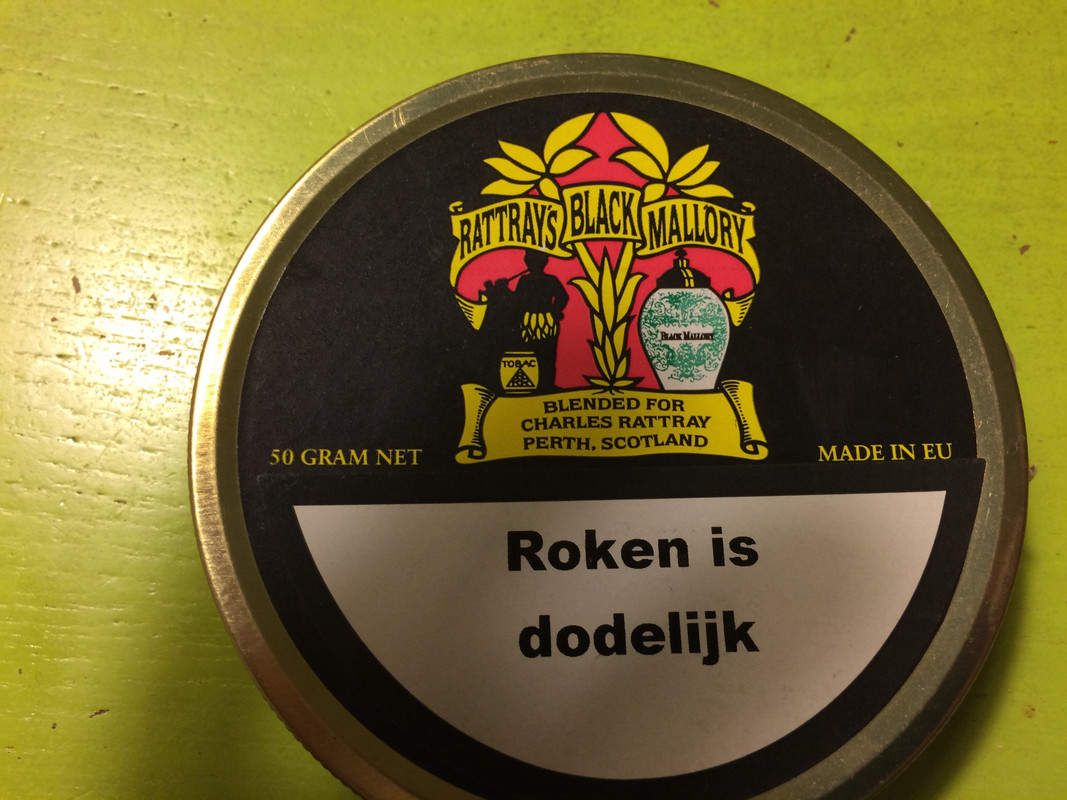 RATTRAY'S BLACK MALLORY
TOBAC
BLACK MALLORY
BLENDED FOR
CHARLES RATTRAY
PERTH, SCOTLAND
50 GRAM NET
MADE IN EU
Roken is
dodelijk